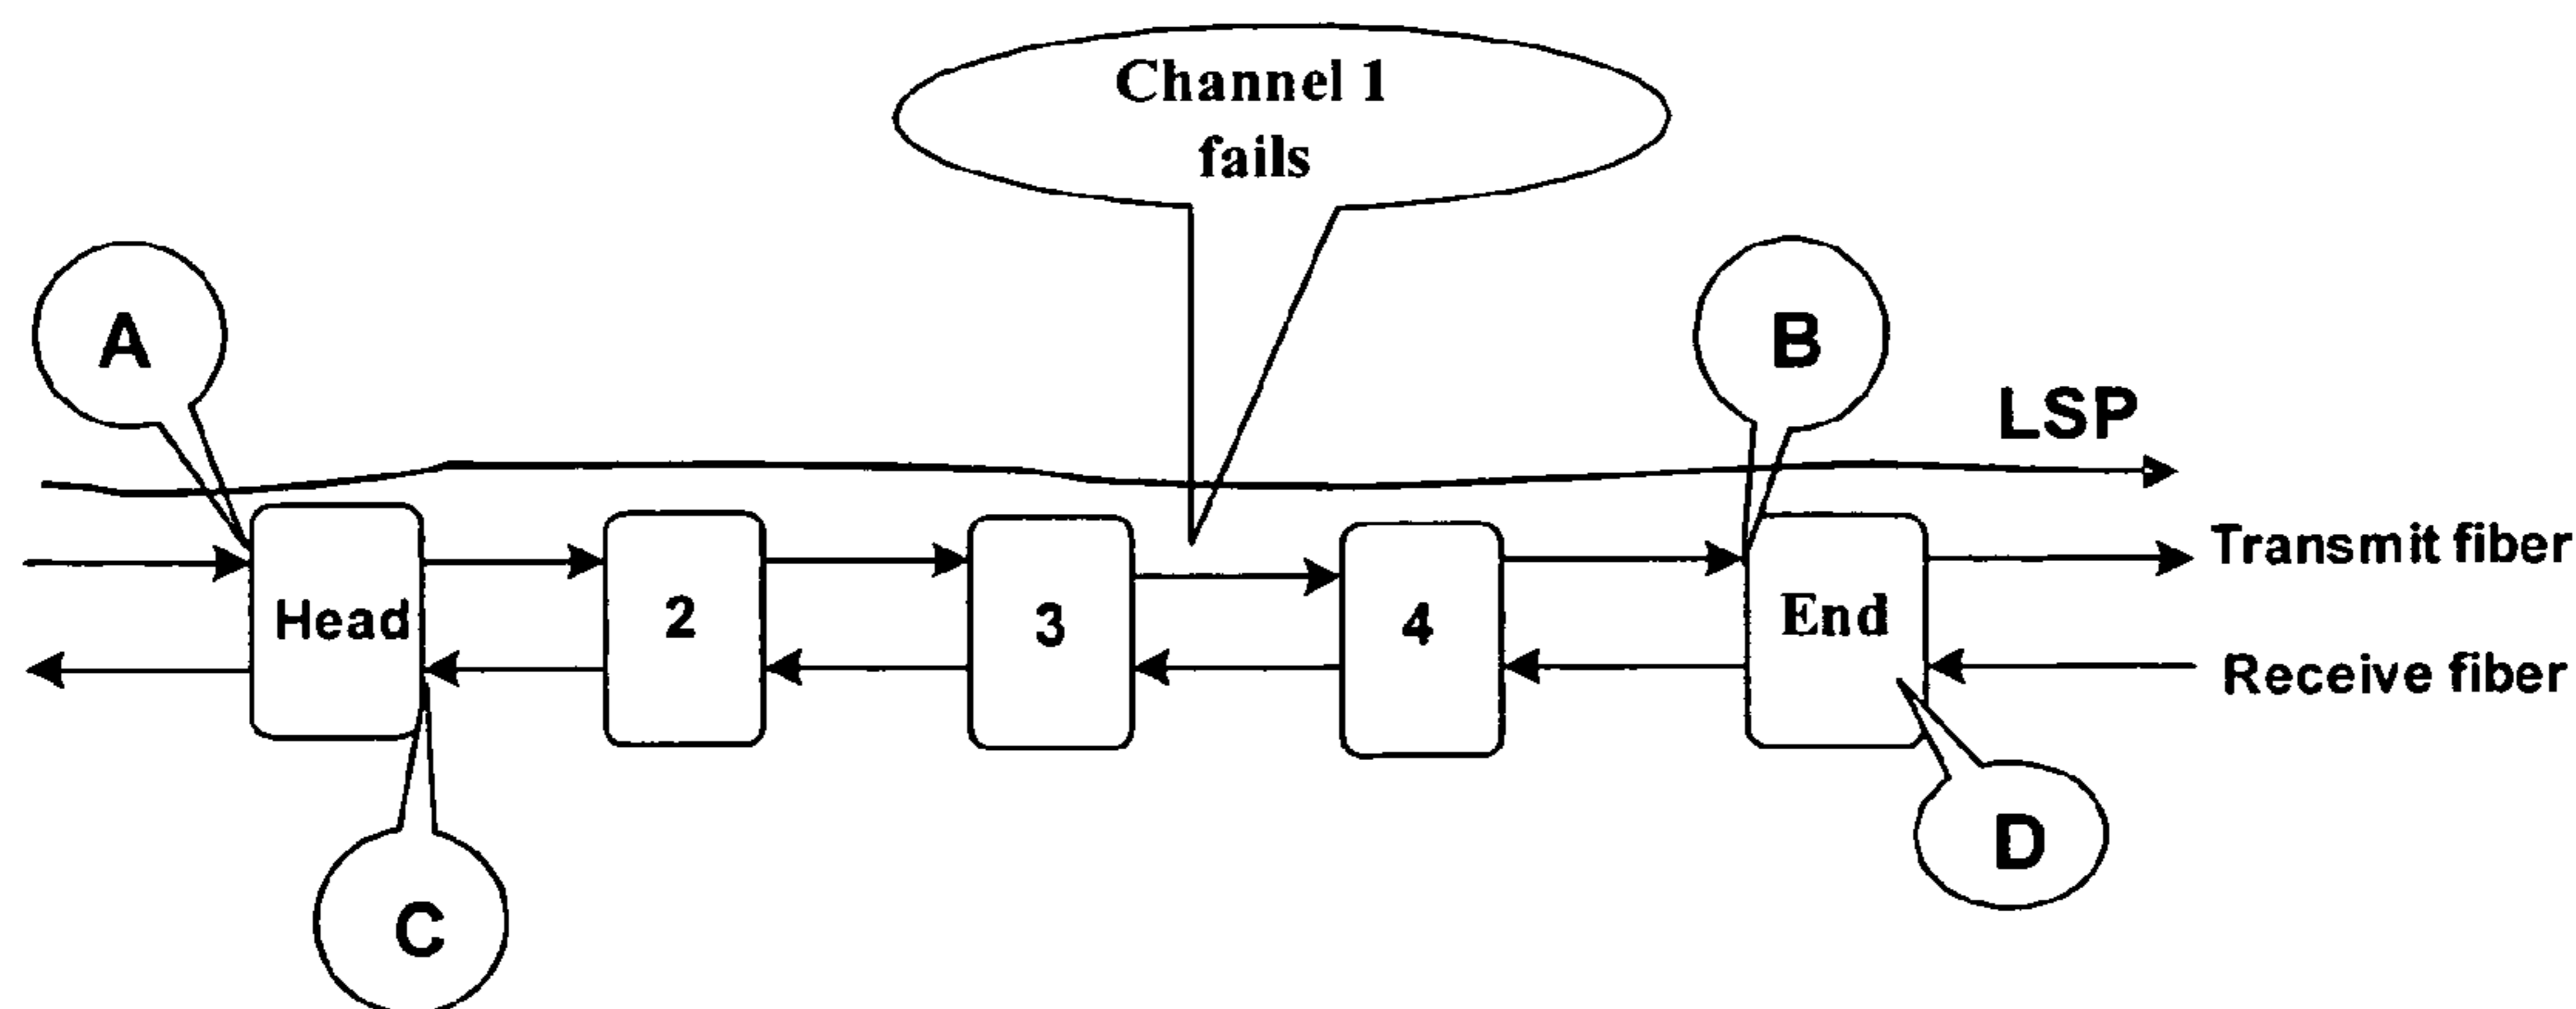 Channel 1
fails
A
B
LSP
Transmit fiber
Head
2
3
4
End
Receive fiber
C
D